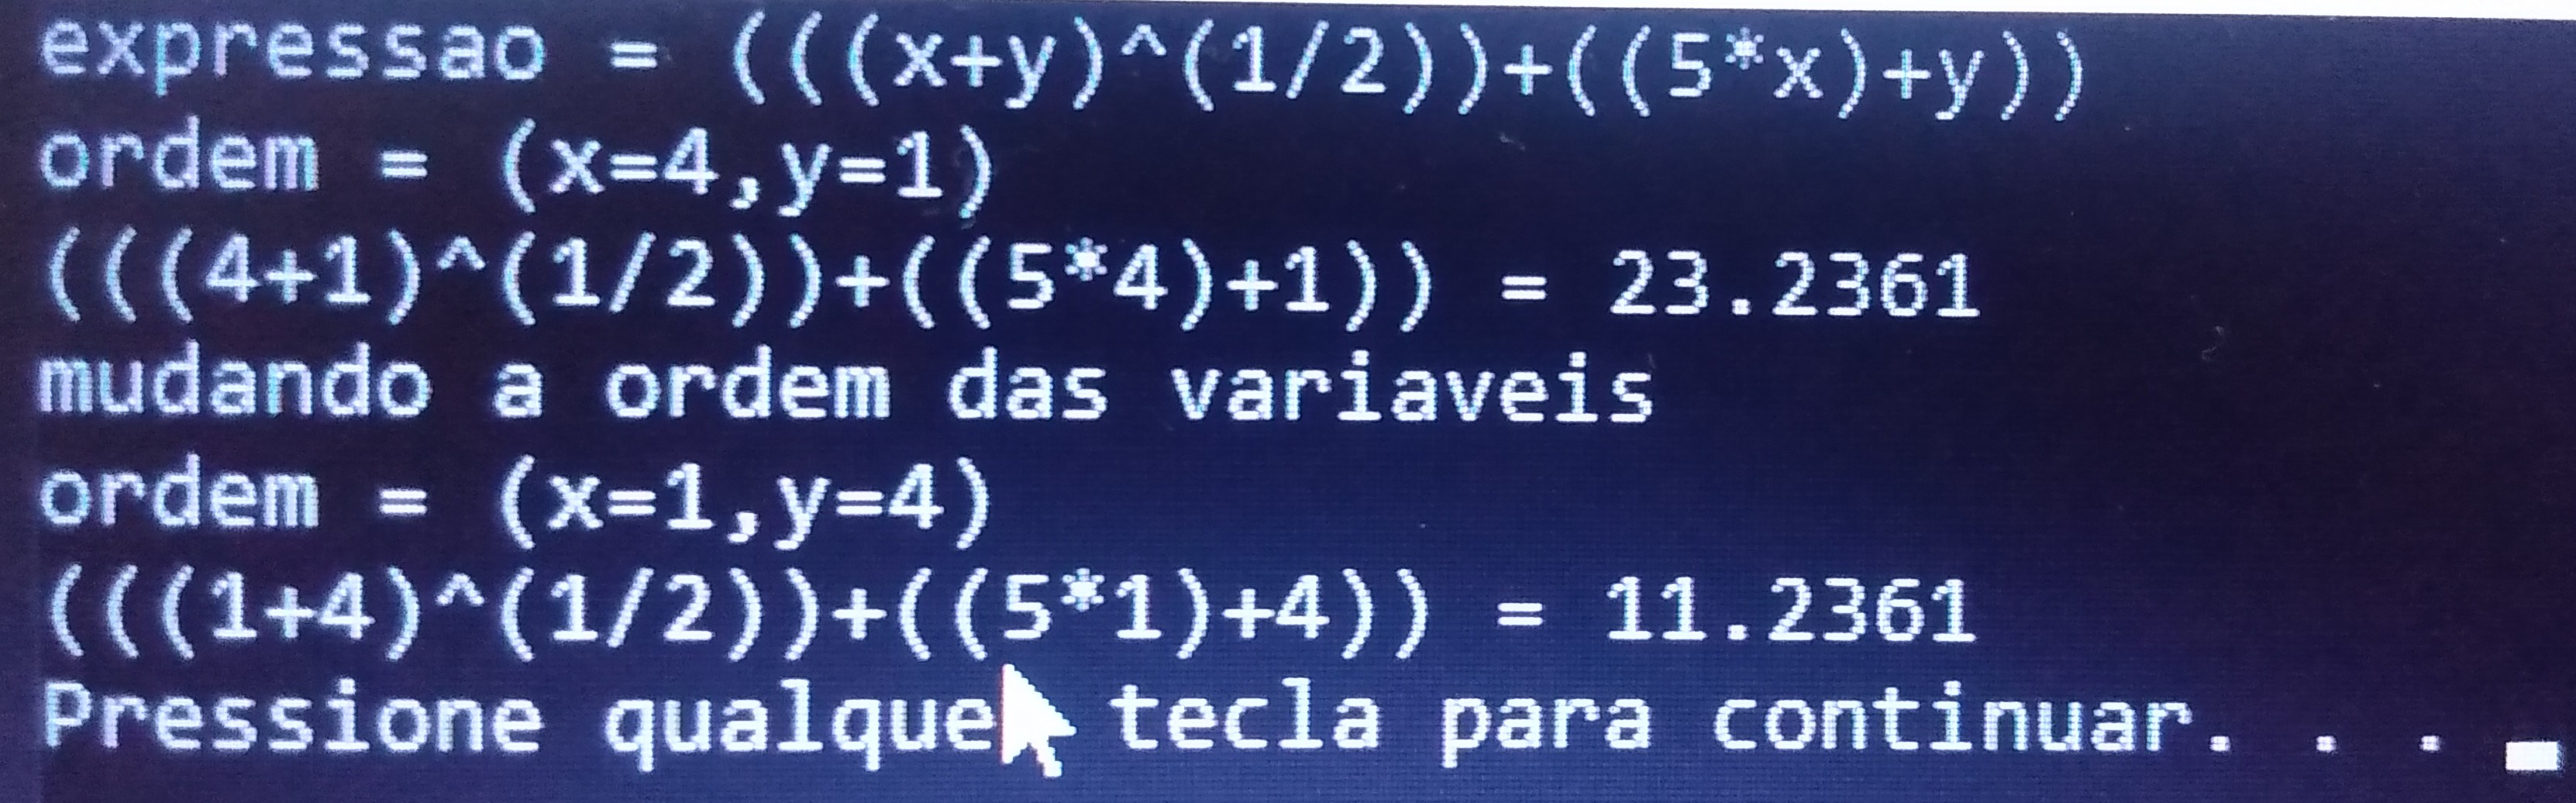 expressao = (((x+y)^(1/2))+((5*x)+y))
ordem = (x=4,y=1)
(((4+1)^(1/2))+((5*4)+1)) = 23.2361
mudando a ordem das variaveis
ordem = (x=1,y=4)
(((1+4)^(1/2))+((5*1)+4)) = 11.2361
Pressione qualque tecla para continuar. . . _